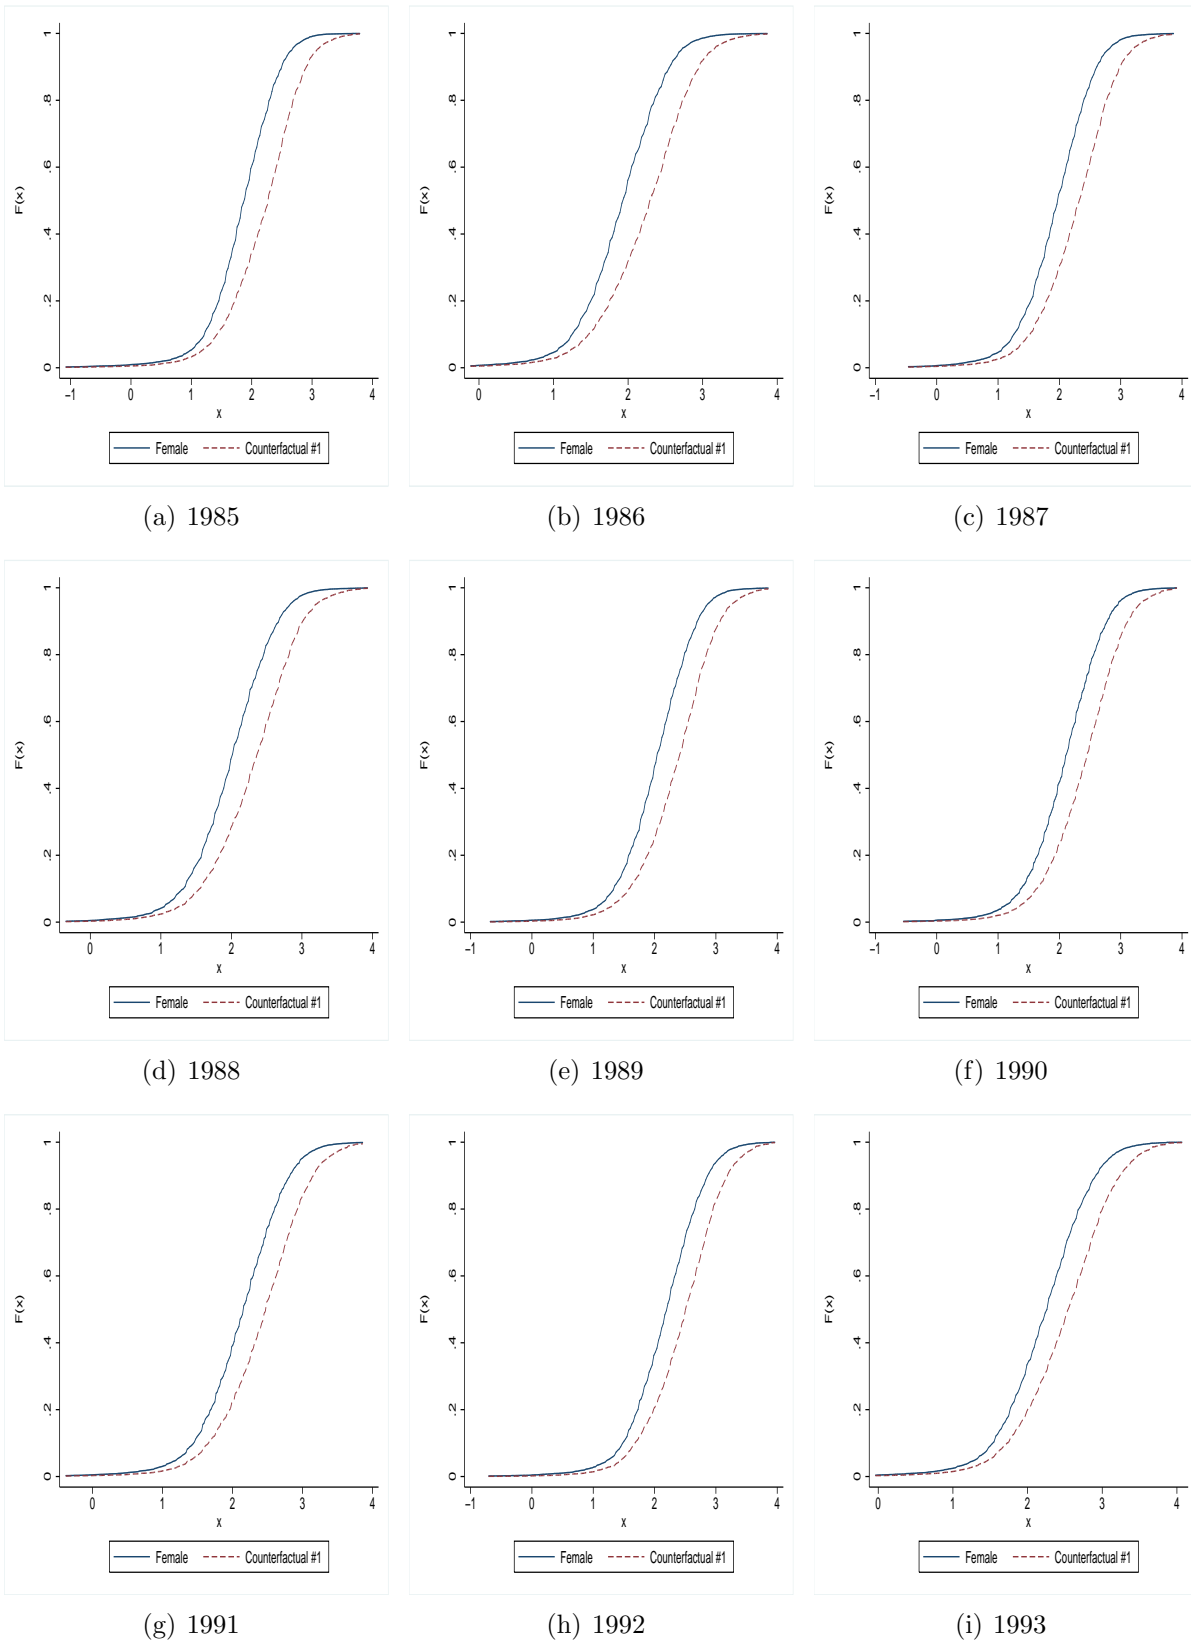 1
.8
.6
.4
.2
0
F(x)
−1 0 1 2 3 4
x
Female Counterfactual #1
(a) 1985
1
.8
.6
.4
.2
0
F(x)
0 1 2 3 4
x
Female Counterfactual #1
(b) 1986
1
.8
.6
.4
.2
0
F(x)
−1 0 1 2 3 4
x
Female Counterfactual #1
(c) 1987
1
.8
.6
.4
.2
0
F(x)
0 1 2 3 4
x
Female Counterfactual #1
(d) 1988
1
.8
.6
.4
.2
0
F(x)
−1 0 1 2 3 4
x
Female Counterfactual #1
(e) 1989
1
.8
.6
.4
.2
0
F(x)
−1 0 1 2 3 4
x
Female Counterfactual #1
(f) 1990
1
.8
.6
.4
.2
0
F(x)
0 1 2 3 4
x
Female Counterfactual #1
(g) 1991
1
.8
.6
.4
.2
0
F(x)
−1 0 1 2 3 4
x
Female Counterfactual #1
(h) 1992
1
.8
.6
.4
.2
0
F(x)
0 1 2 3 4
x
Female Counterfactual #1
(i) 1993